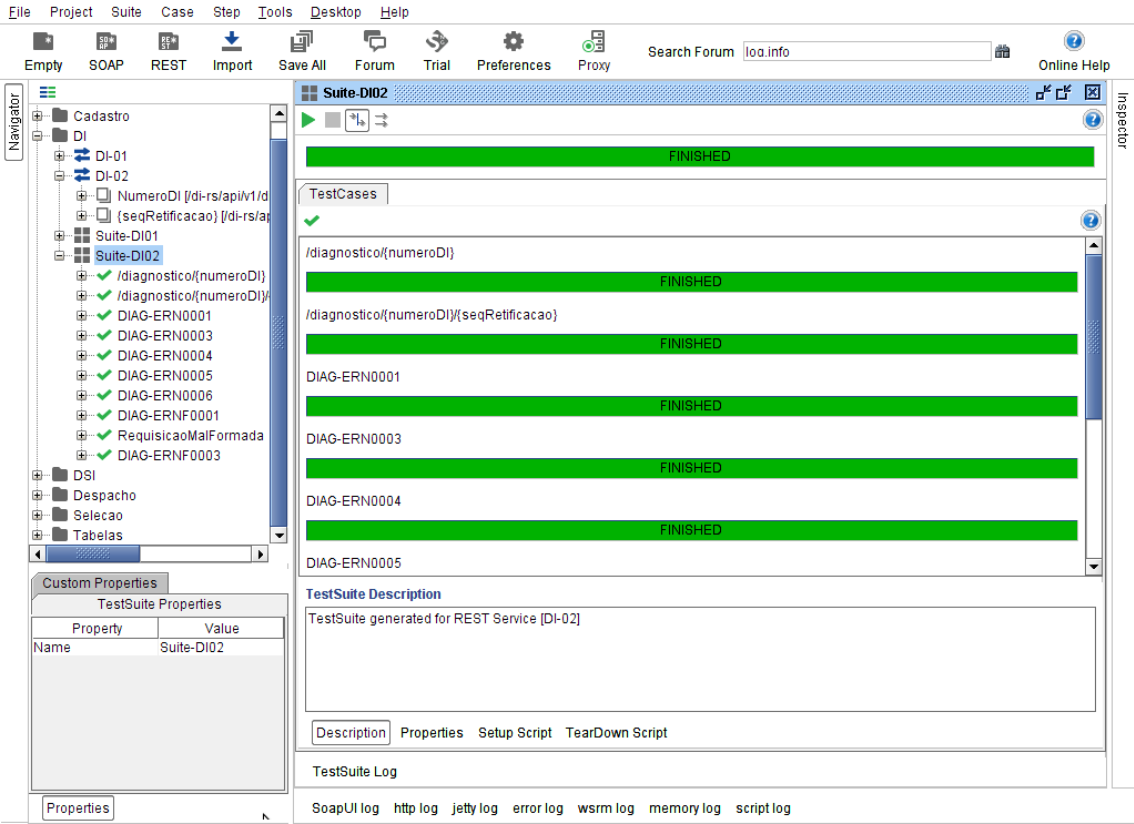 File Project Suite Case Step Tools Desktop Help
Empty SOAP REST Import Save All Forum Trial Preferences Proxy Search Forum log.info Online Help
Navigator
Cadastro
DI
DI-01
DI-02
NumeroDI [/di-rs/api/v1/d
{seqRetificacao} [/di-rs/ap
Suite-DI01
Suite-DI02
/diagnostico/{numeroDI}
/diagnostico/{numeroDI}/
DIAG-ERN0001
DIAG-ERN0003
DIAG-ERN0004
DIAG-ERN0005
DIAG-ERN0006
DIAG-ERNF0001
RequisicaoMalFormada
DIAG-ERNF0003
DSI
Despacho
Selecao
Tabelas
Custom Properties
TestSuite Properties
Property Value
Name Suite-DI02
Properties
Suite-DI02
FINISHED
TestCases
/diagnostico/{numeroDI}
FINISHED
/diagnostico/{numeroDI}/{seqRetificacao}
FINISHED
DIAG-ERN0001
FINISHED
DIAG-ERN0003
FINISHED
DIAG-ERN0004
FINISHED
DIAG-ERN0005
TestSuite Description
TestSuite generated for REST Service [DI-02]
Description Properties Setup Script TearDown Script
TestSuite Log
SoapUI log http log jetty log error log wsrm log memory log script log
Inspector